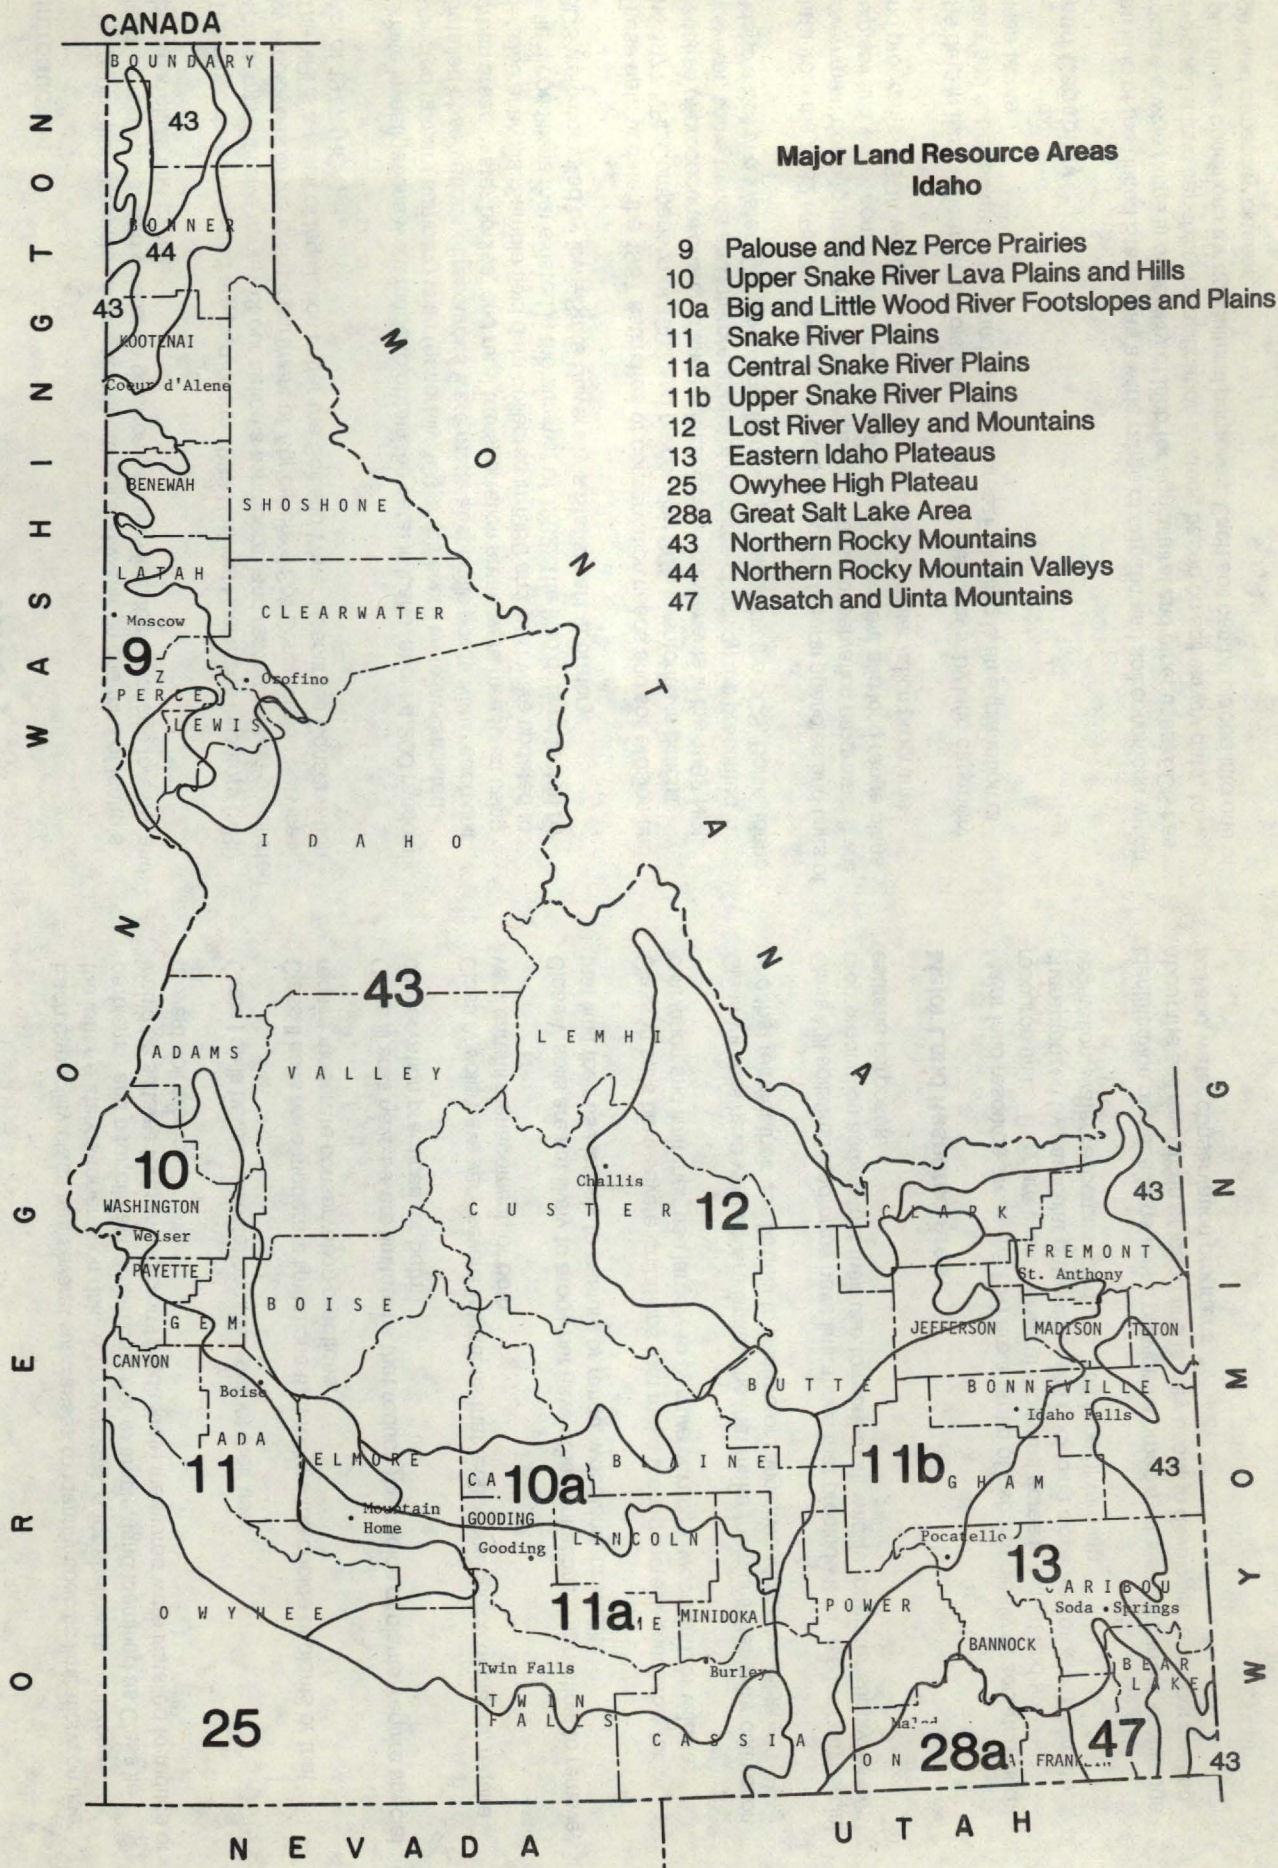 CANADA
BOUNDARY
43
Major Land Resource Areas
Idaho
9 Palouse and Nez Perce Prairies
10 Upper Snake River Lava Plains and Hills
10a Big and Little Wood River Footslopes and Plains
11 Snake River Plains
11a Central Snake River Plains
11b Upper Snake River Plains
12 Lost River Valley and Mountains
13 Eastern Idaho Plateaus
25 Owyhee High Plateau
28a Great Salt Lake Area
43 Northern Rocky Mountains
44 Northern Rocky Mountain Valleys
47 Wasatch and Uinta Mountains
WASHINGTON
MONTANA
BONNER
44
43
KOOTENAI
Coeur d'Alene
BENEWAH
SHOSHONE
LATAH
CLEARWATER
Moscow
9
Z
PERCE
Orofino
LEWIS
IDAHO
OREGON
43
ADAMS
VALLEY
LEMHI
10
WASHINGTON
Weiser
PAYETTE
GEM
CANYON
BOISE
Boise
Challis
CUSTER
12
CLARK
43
FREMONT
St. Anthony
JEFFERSON
MADISON
TETON
BUTTE
BONNEVILLE
Idaho Falls
WYOMING
ADA
11
ELMORE
Mountain
Home
CA
10a
BLAINE
11b
GHAM
43
GOODING
Gooding
LINCOLN
Pocatello
13
ARIBOU
Soda Springs
OWYHEE
11a
E
MINIDOKA
POWER
BANNOCK
BEAR
LAKE
Twin Falls
Burley
TWIN
FALLS
25
CASSIA
ON
28a
FRANKLIN
47
43
NEVADA
UTAH